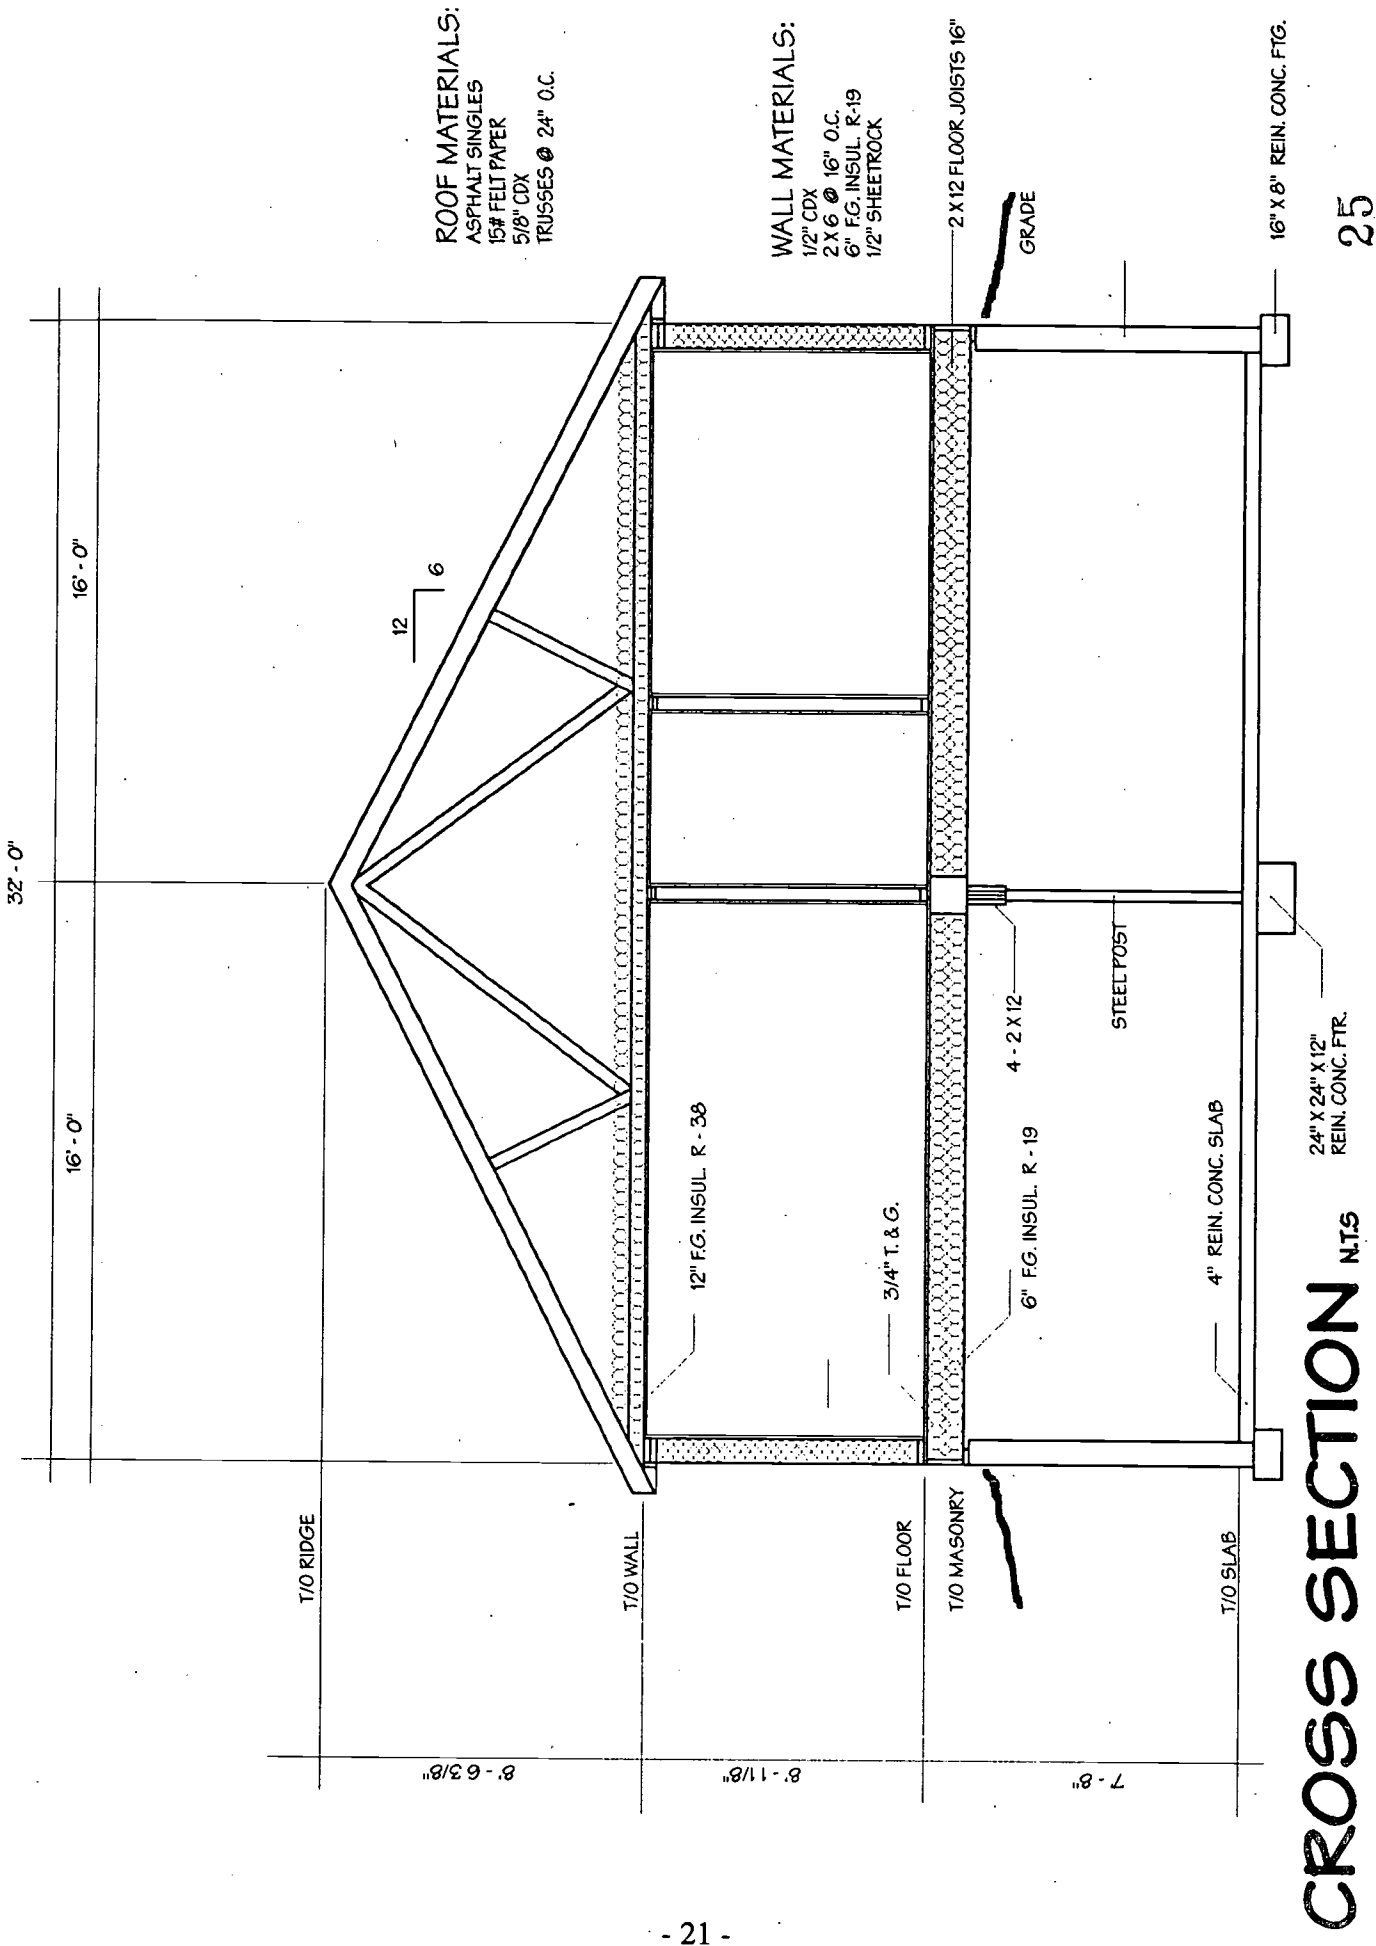 32' - 0"
16' - 0"
16' - 0"
12
6
ROOF MATERIALS:
ASPHALT SINGLES
15# FELT PAPER
5/8" CDX
TRUSSES @ 24" O.C.
WALL MATERIALS:
1/2" CDX
2 X 6 @ 16" O.C.
6" F.G. INSUL. R-19
1/2" SHEETROCK
2 X 12 FLOOR JOISTS 16"
GRADE
16" X 8" REIN. CONC. FTG.
T/O RIDGE
T/O WALL
T/O FLOOR
T/O MASONRY
T/O SLAB
8' - 6 3/8"
8' - 1 1/8"
7' - 8"
12" F.G. INSUL. R - 38
3/4" T. & G.
6" F.G. INSUL. R - 19
4 - 2 X 12
STEEL POST
4" REIN. CONC. SLAB
24" X 24" X 12"
REIN. CONC. FTR.
CROSS SECTION N.T.S
25
- 21 -